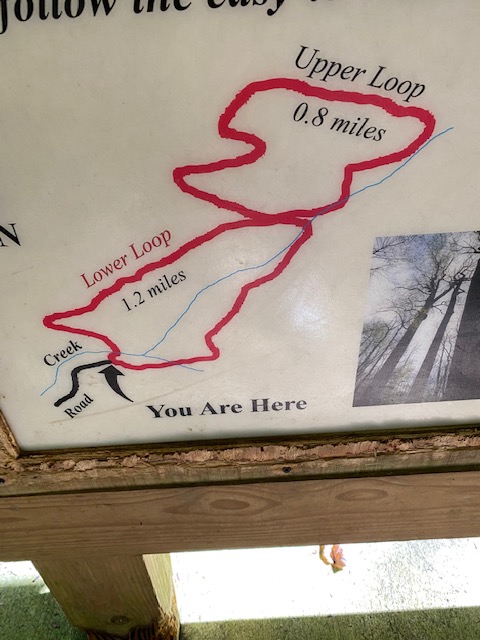 follow the easy
Upper Loop
0.8 miles
N
Lower Loop
1.2 miles
Creek
Road
You Are Here